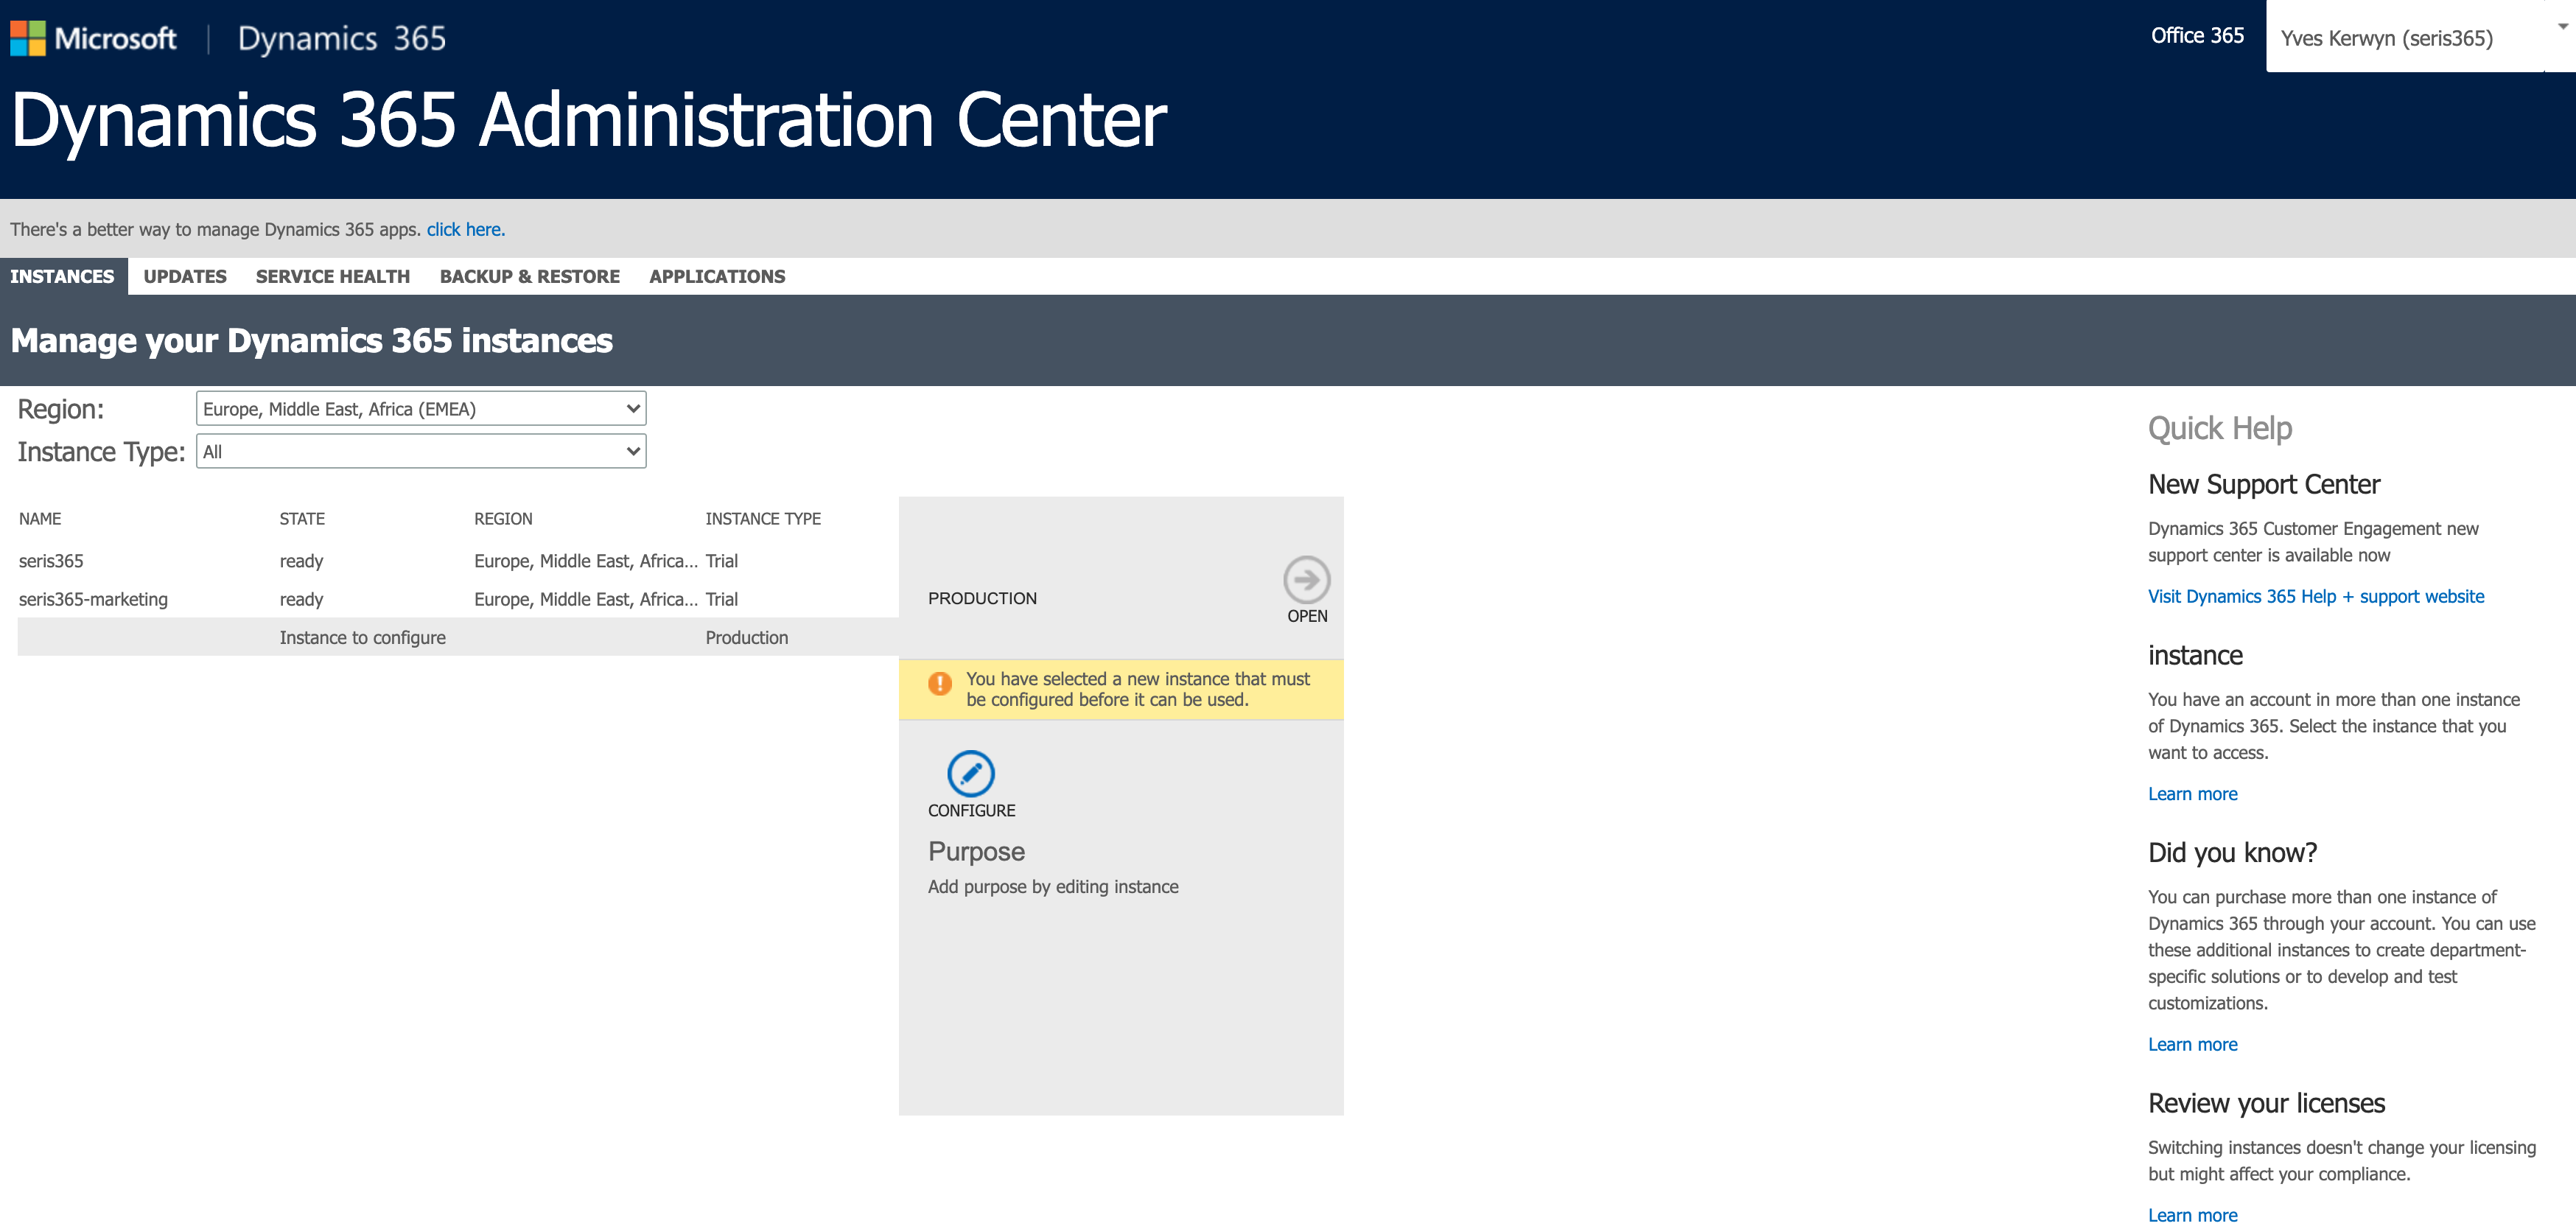 Microsoft | Dynamics 365
Office 365
Yves Kerwyn (seris365)
Dynamics 365 Administration Center
There's a better way to manage Dynamics 365 apps. click here.
INSTANCES UPDATES SERVICE HEALTH BACKUP & RESTORE APPLICATIONS
Manage your Dynamics 365 instances
Region: Europe, Middle East, Africa (EMEA)
Instance Type: All
NAME STATE REGION INSTANCE TYPE
seris365 ready Europe, Middle East, Africa... Trial
seris365-marketing ready Europe, Middle East, Africa... Trial
Instance to configure Production
PRODUCTION
OPEN
You have selected a new instance that must
be configured before it can be used.
CONFIGURE
Purpose
Add purpose by editing instance
Quick Help
New Support Center
Dynamics 365 Customer Engagement new
support center is available now
Visit Dynamics 365 Help + support website
instance
You have an account in more than one instance
of Dynamics 365. Select the instance that you
want to access.
Learn more
Did you know?
You can purchase more than one instance of
Dynamics 365 through your account. You can use
these additional instances to create department-
specific solutions or to develop and test
customizations.
Learn more
Review your licenses
Switching instances doesn't change your licensing
but might affect your compliance.
Learn more